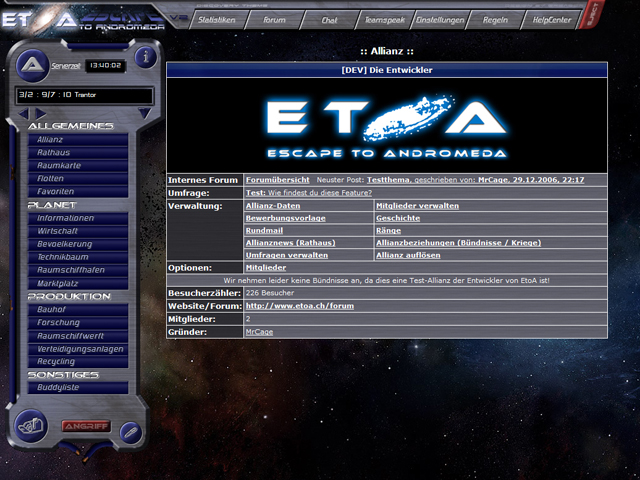 ETOA ESCAPE V3
TO ANDROMEDA
Statistiken
Forum
Chat
Teamspeak
Einstellungen
Regeln
HelpCenter
EJECT
Serverzeit:
13:40:02
i
3/2 : 9/7 : 10 Trantor
ALLGEMEINES
Allianz
Rathaus
Raumkarte
Flotten
Favoriten
PLANET
Informationen
Wirtschaft
Bevoelkerung
Technikbaum
Raumschiffhafen
Marktplatz
PRODUKTION
Bauhof
Forschung
Raumschiffwerft
Verteidigungsanlagen
Recycling
SONSTIGES
Buddyliste
ANGRIFF
:: Allianz ::
[DEV] Die Entwickler
ETOA
ESCAPE TO ANDROMEDA
Internes Forum Forumübersicht Neuster Post: Testthema, geschrieben von: MrCage, 29.12.2006, 22:17
Umfrage: Test: Wie findest du diese Feature?
Verwaltung: Allianz-Daten Mitglieder verwalten
Bewerbungsvorlage Geschichte
Rundmail Ränge
Allianznews (Rathaus) Allianzbeziehungen (Bündnisse / Kriege)
Umfragen verwalten Allianz auflösen
Optionen: Mitglieder
Wir nehmen leider keine Bündnisse an, da dies eine Test-Allianz der Entwickler von EtoA ist!
Besucherzähler: 226 Besucher
Website/Forum: http://www.etoa.ch/forum
Mitglieder: 2
Gründer: MrCage